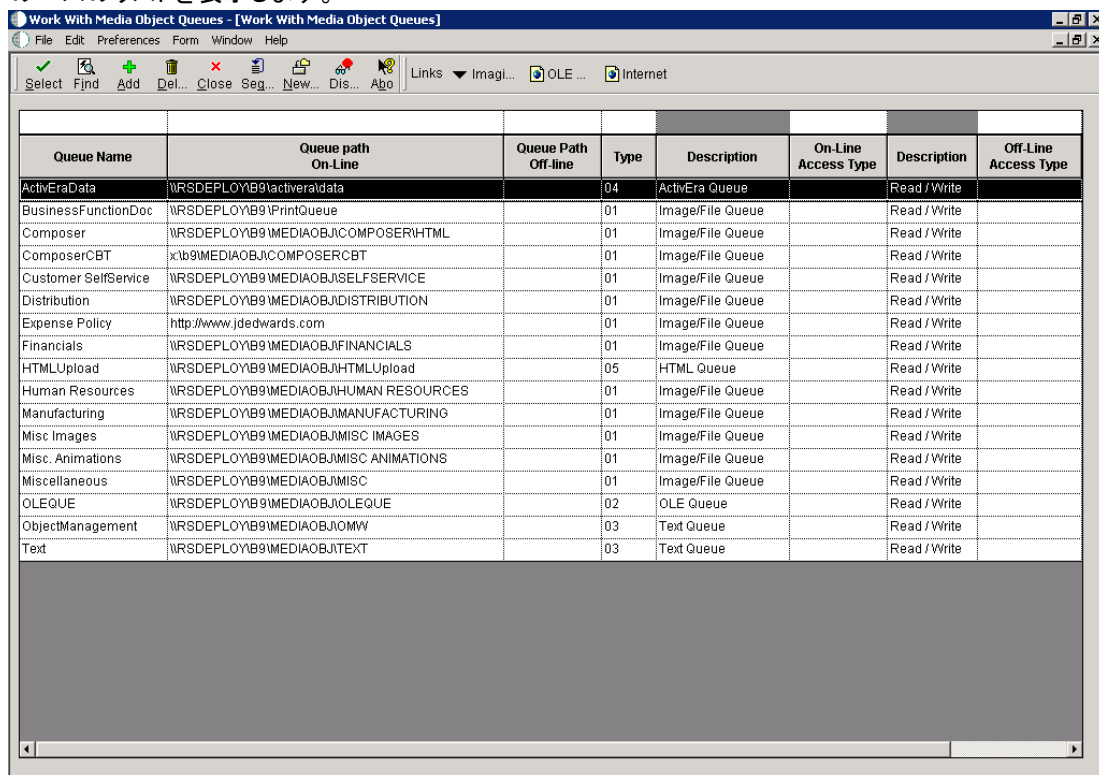 Work With Media Object Queues - [Work With Media Object Queues]
File Edit Preferences Form Window Help
Select Find Add Del... Close Seq... New... Dis... Abo Links Imagi... OLE ... Internet
Queue Name Queue path On-Line Queue Path Off-line Type Description On-Line Access Type Description Off-Line Access Type
ActivEraData \\RSDEPLOY\B9\activera\data 04 ActivEra Queue Read / Write
BusinessFunctionDoc \\RSDEPLOY\B9\PrintQueue 01 Image/File Queue Read / Write
Composer \\RSDEPLOY\B9\MEDIAOBJ\COMPOSER\HTML 01 Image/File Queue Read / Write
ComposerCBT x:\b9\MEDIAOBJ\COMPOSERCBT 01 Image/File Queue Read / Write
Customer SelfService \\RSDEPLOY\B9\MEDIAOBJ\SELFSERVICE 01 Image/File Queue Read / Write
Distribution \\RSDEPLOY\B9\MEDIAOBJ\DISTRIBUTION 01 Image/File Queue Read / Write
Expense Policy http://www.jdedwards.com 01 Image/File Queue Read / Write
Financials \\RSDEPLOY\B9\MEDIAOBJ\FINANCIALS 01 Image/File Queue Read / Write
HTMLUpload \\RSDEPLOY\B9\MEDIAOBJ\HTMLUpload 05 HTML Queue Read / Write
Human Resources \\RSDEPLOY\B9\MEDIAOBJ\HUMAN RESOURCES 01 Image/File Queue Read / Write
Manufacturing \\RSDEPLOY\B9\MEDIAOBJ\MANUFACTURING 01 Image/File Queue Read / Write
Misc Images \\RSDEPLOY\B9\MEDIAOBJ\MISC IMAGES 01 Image/File Queue Read / Write
Misc. Animations \\RSDEPLOY\B9\MEDIAOBJ\MISC ANIMATIONS 01 Image/File Queue Read / Write
Miscellaneous \\RSDEPLOY\B9\MEDIAOBJ\MISC 01 Image/File Queue Read / Write
OLEQUE \\RSDEPLOY\B9\MEDIAOBJ\OLEQUE 02 OLE Queue Read / Write
ObjectManagement \\RSDEPLOY\B9\MEDIAOBJ\OMW 03 Text Queue Read / Write
Text \\RSDEPLOY\B9\MEDIAOBJ\TEXT 03 Text Queue Read / Write